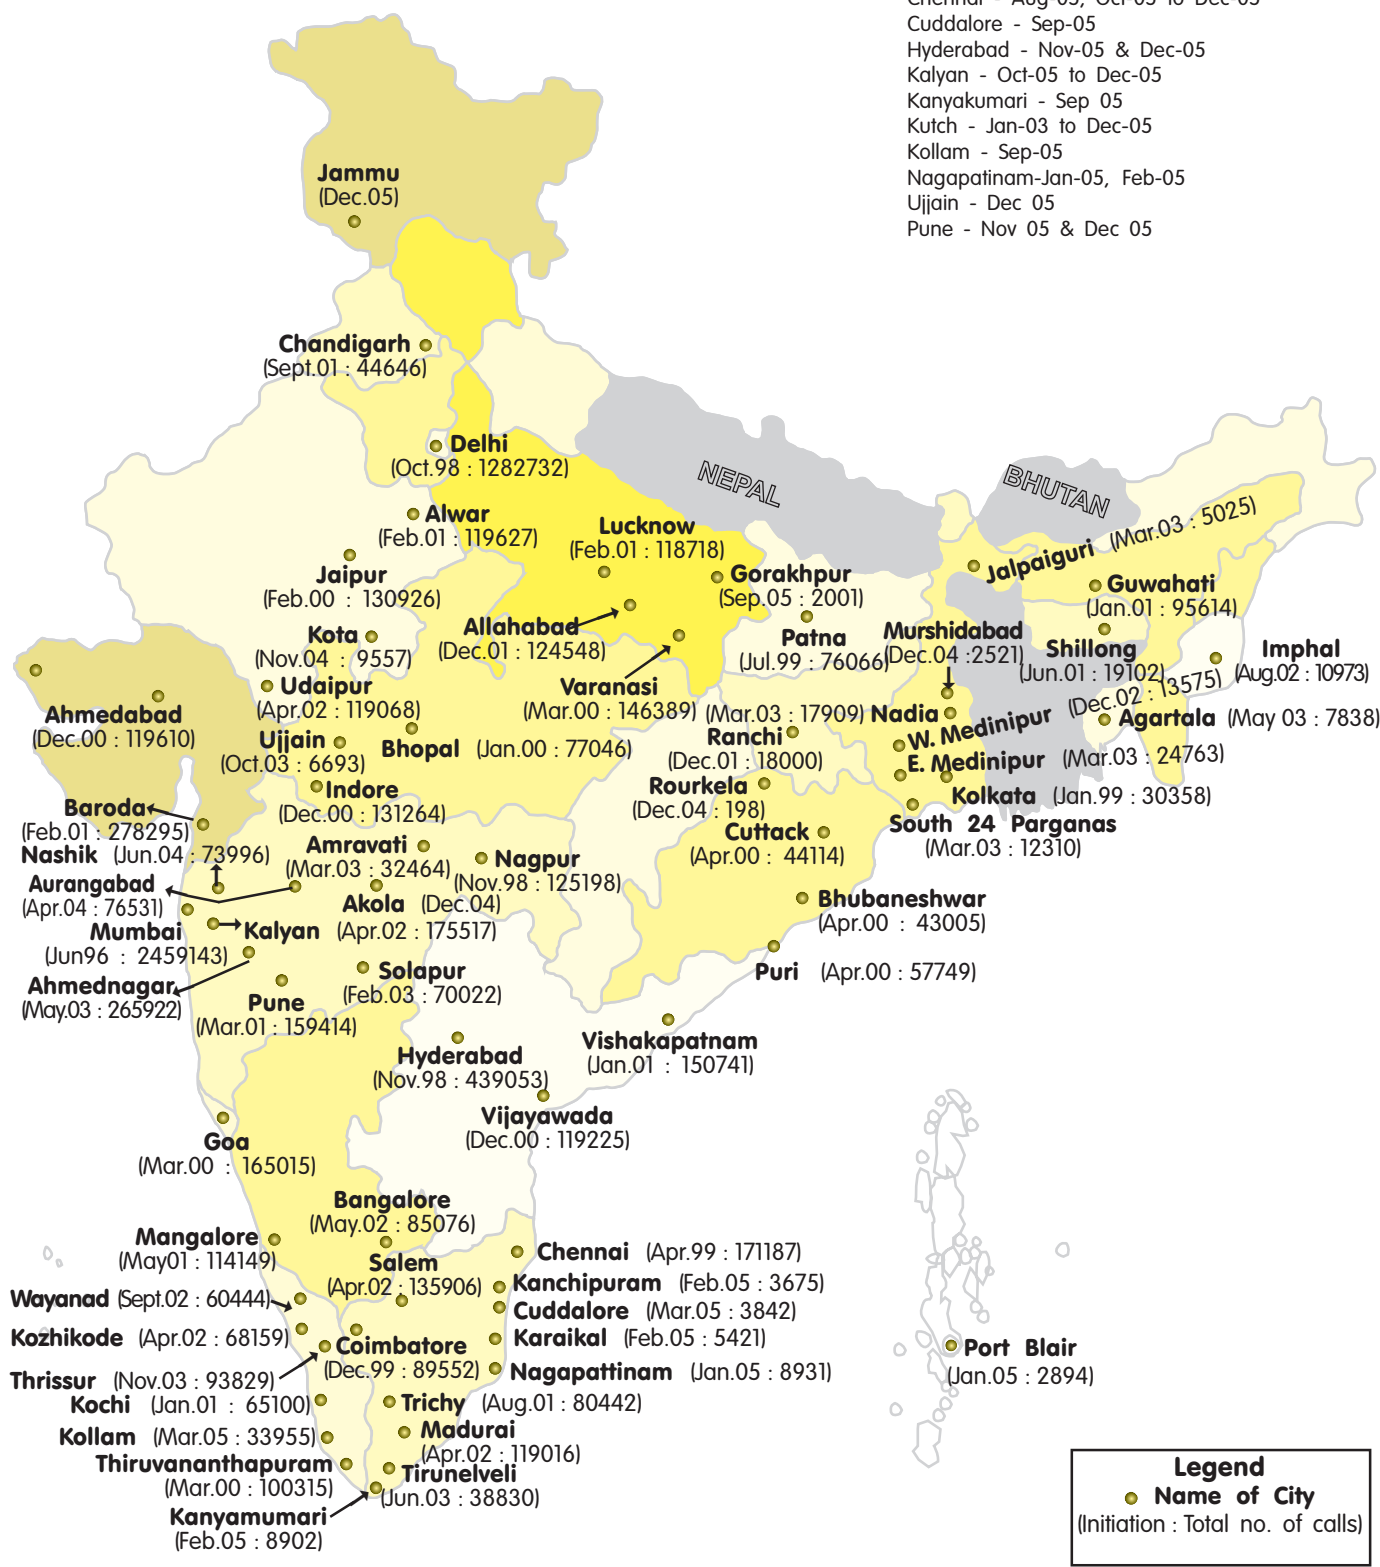 Chennai - Aug-05, Oct-05 to Dec-05
Cuddalore - Sep-05
Hyderabad - Nov-05 & Dec-05
Kalyan - Oct-05 to Dec-05
Kanyakumari - Sep 05
Kutch - Jan-03 to Dec-05
Kollam - Sep-05
Nagapatinam-Jan-05, Feb-05
Ujjain - Dec 05
Pune - Nov 05 & Dec 05
Jammu
(Dec.05)
Chandigarh
(Sept.01 : 44646)
Delhi
(Oct.98 : 1282732)
NEPAL
BHUTAN
Alwar
(Feb.01 : 119627)
Lucknow
(Feb.01 : 118718)
Jalpaiguri (Mar.03 : 5025)
Jaipur
(Feb.00 : 130926)
Gorakhpur
(Sep.05 : 2001)
Guwahati
(Jan.01 : 95614)
Kota
(Nov.04 : 9557)
Allahabad
(Dec.01 : 124548)
Patna
(Jul.99 : 76066)
Murshidabad
(Dec.04 :2521)
Shillong
(Jun.01 : 19102)
Imphal
(Aug.02 : 10973)
Udaipur
(Apr.02 : 119068)
Varanasi
(Mar.00 : 146389)
(Mar.03 : 17909) Nadia
W. Medinipur (Dec.02 : 13575)
Agartala (May 03 : 7838)
Ahmedabad
(Dec.00 : 119610)
Ujjain
(Oct.03 : 6693)
Bhopal (Jan.00 : 77046)
Ranchi
(Dec.01 : 18000)
E. Medinipur (Mar.03 : 24763)
Indore
(Dec.00 : 131264)
Rourkela
(Dec.04 : 198)
Kolkata (Jan.99 : 30358)
Baroda
(Feb.01 : 278295)
South 24 Parganas
(Mar.03 : 12310)
Cuttack
(Apr.00 : 44114)
Nashik (Jun.04 : 73996)
Amravati
(Mar.03 : 32464)
Nagpur
(Nov.98 : 125198)
Aurangabad
(Apr.04 : 76531)
Akola (Dec.04)
Bhubaneshwar
(Apr.00 : 43005)
Mumbai
(Jun96 : 2459143)
Kalyan (Apr.02 : 175517)
Puri (Apr.00 : 57749)
Ahmednagar
(May.03 : 265922)
Solapur
(Feb.03 : 70022)
Pune
(Mar.01 : 159414)
Vishakapatnam
(Jan.01 : 150741)
Hyderabad
(Nov.98 : 439053)
Vijayawada
(Dec.00 : 119225)
Goa
(Mar.00 : 165015)
Bangalore
(May.02 : 85076)
Mangalore
(May01 : 114149)
Chennai (Apr.99 : 171187)
Salem
(Apr.02 : 135906)
Kanchipuram (Feb.05 : 3675)
Wayanad (Sept.02 : 60444)
Cuddalore (Mar.05 : 3842)
Kozhikode (Apr.02 : 68159)
Karaikal (Feb.05 : 5421)
Coimbatore
(Dec.99 : 89552)
Port Blair
(Jan.05 : 2894)
Thrissur (Nov.03 : 93829)
Nagapattinam (Jan.05 : 8931)
Kochi (Jan.01 : 65100)
Trichy (Aug.01 : 80442)
Kollam (Mar.05 : 33955)
Madurai
(Apr.02 : 119016)
Thiruvananthapuram
(Mar.00 : 100315)
Tirunelveli
(Jun.03 : 38830)
Kanyamumari
(Feb.05 : 8902)
Legend
Name of City
(Initiation : Total no. of calls)